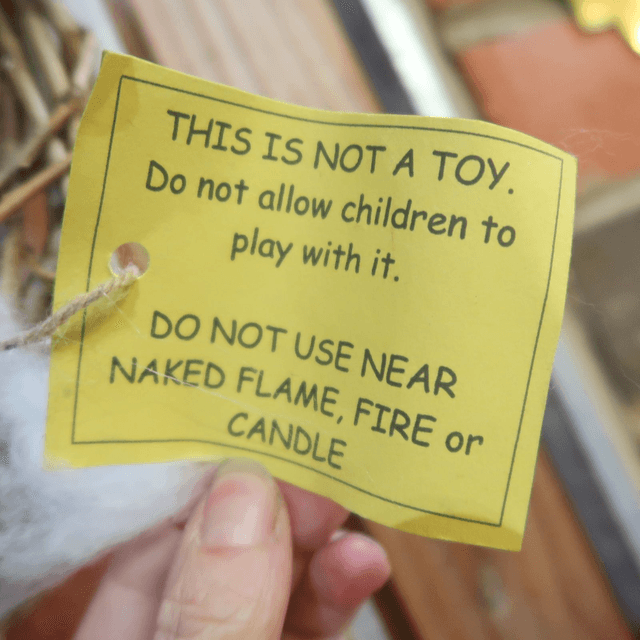 THIS IS NOT A TOY.
Do not allow children to
play with it.
DO NOT USE NEAR
NAKED FLAME, FIRE or
CANDLE